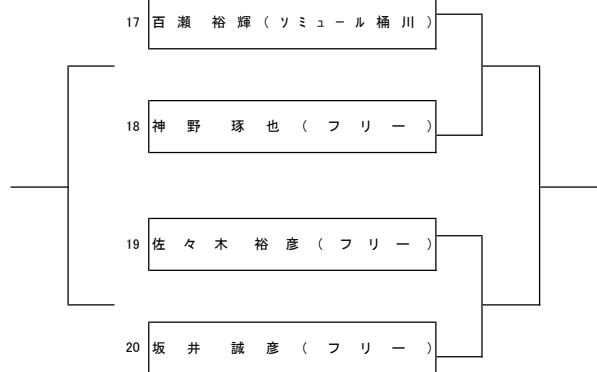 17 百瀬 裕輝(ソミュール桶川)
18 神野 琢也(フリー)
19 佐々木 裕彦(フリー)
20 坂井 誠彦(フリー)